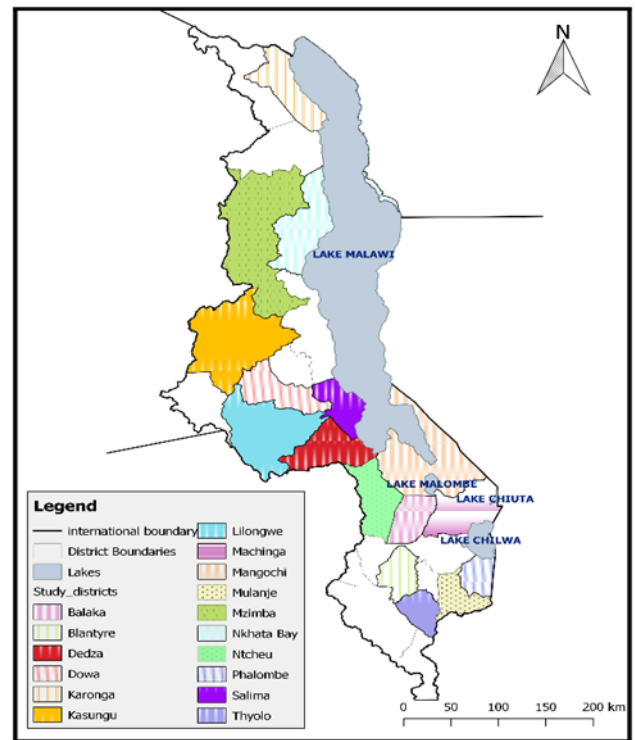 N
LAKE MALAWI
LAKE MALOMBE
LAKE CHIUTA
LAKE CHILWA
Legend
international boundary
District Boundaries
Lakes
Study_districts
Balaka
Blantyre
Dedza
Dowa
Karonga
Kasungu
Lilongwe
Machinga
Mangochi
Mulanje
Mzimba
Nkhata Bay
Ntcheu
Phalombe
Salima
Thyolo
0 50 100 150 200 km